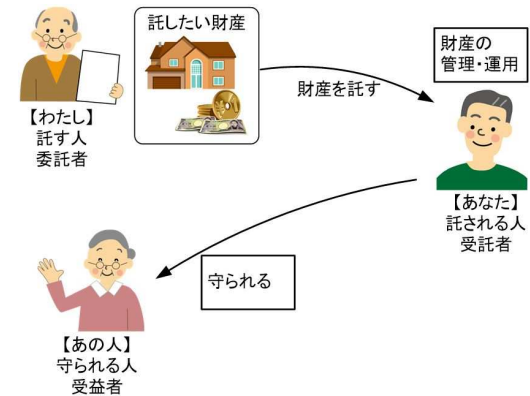 託したい財産
財産の
管理・運用
財産を託す
【わたし】
託す人
委託者
【あなた】
託される人
受託者
守られる
【あの人】
守られる人
受益者